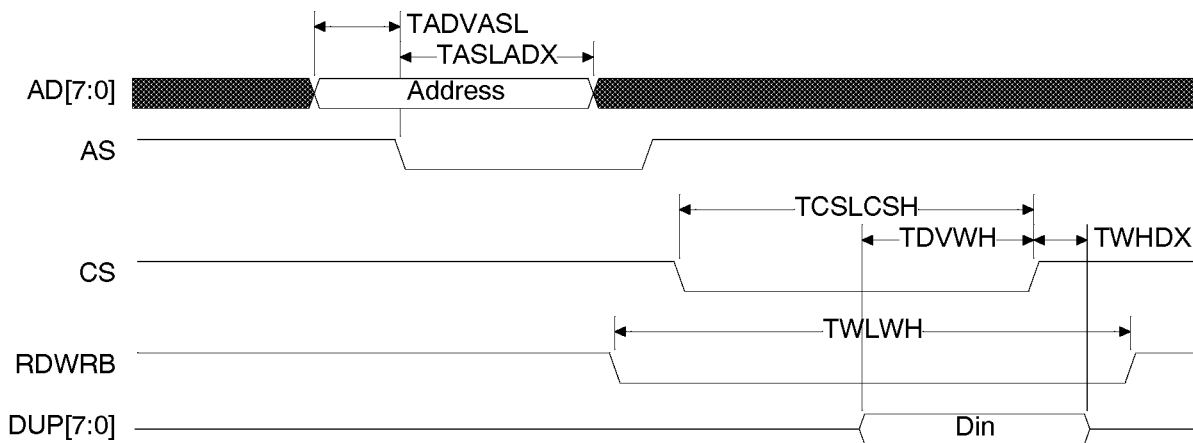 TADVASL
TASLADX
AD[7:0]
Address
AS
TCSLCSH
TDVWH
TWHDX
CS
TWLWH
RDWRB
DUP[7:0]
Din